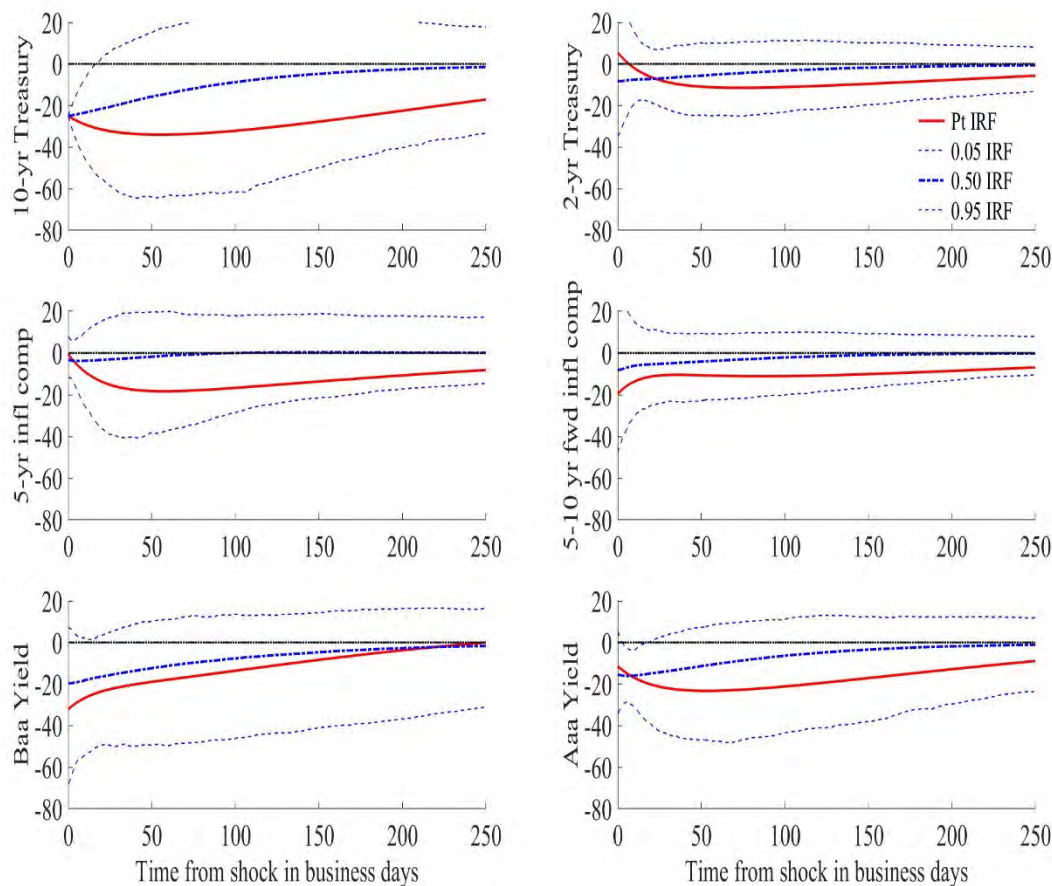 10-yr Treasury
20
0
-20
-40
-60
-80
0 50 100 150 200 250
2-yr Treasury
20
0
-20
-40
-60
-80
0 50 100 150 200 250
Pt IRF
0.05 IRF
0.50 IRF
0.95 IRF
5-yr infl comp
20
0
-20
-40
-60
-80
0 50 100 150 200 250
5-10 yr fwd infl comp
20
0
-20
-40
-60
-80
0 50 100 150 200 250
Baa Yield
20
0
-20
-40
-60
-80
0 50 100 150 200 250
Time from shock in business days
Aaa Yield
20
0
-20
-40
-60
-80
0 50 100 150 200 250
Time from shock in business days